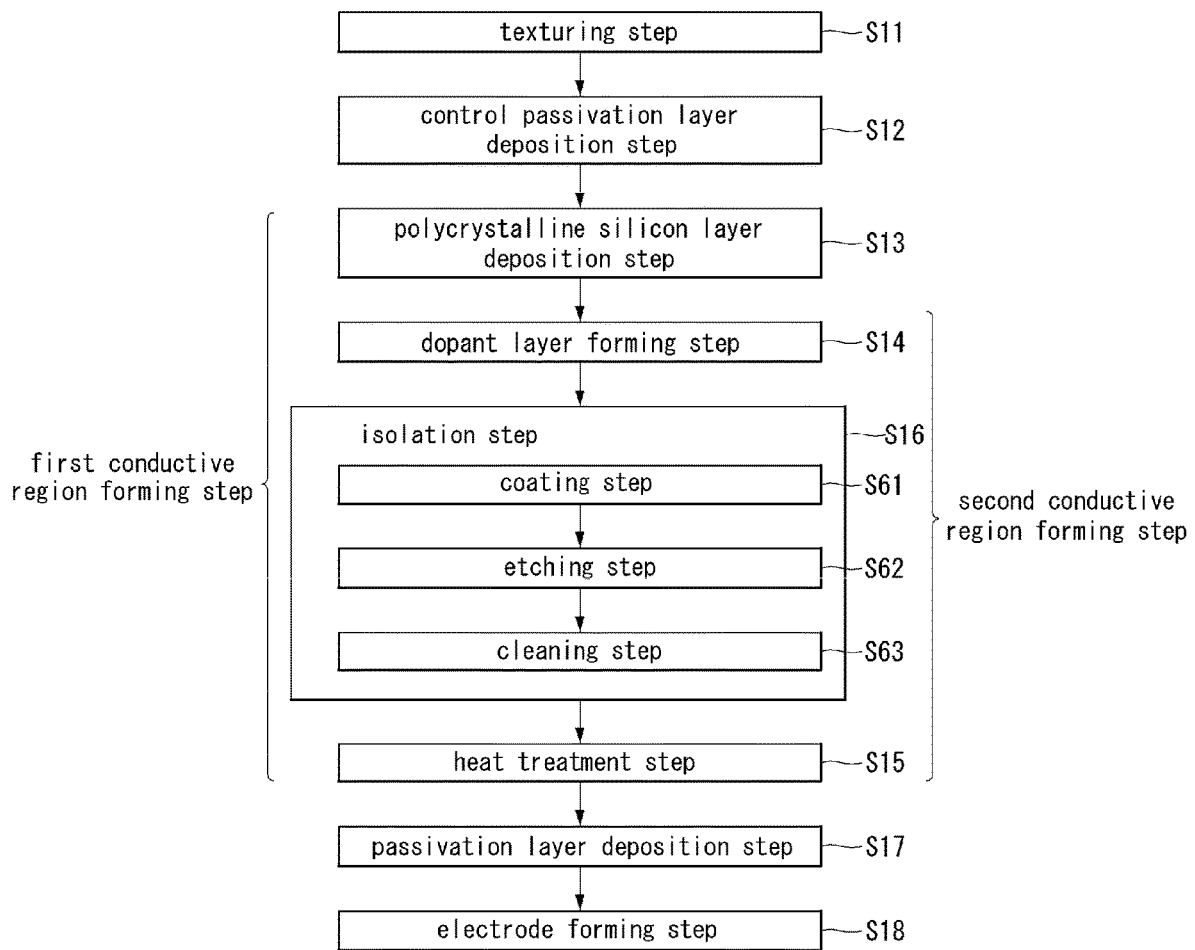 texturing step
S11
control passivation layer
deposition step
S12
polycrystalline silicon layer
deposition step
S13
dopant layer forming step
S14
isolation step
S16
coating step
S61
first conductive
region forming step
second conductive
region forming step
etching step
S62
cleaning step
S63
heat treatment step
S15
passivation layer deposition step
S17
electrode forming step
S18